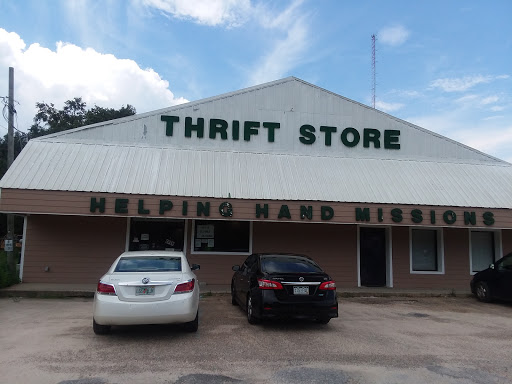 THRIFT STORE
HELPING HAND MISSIONS